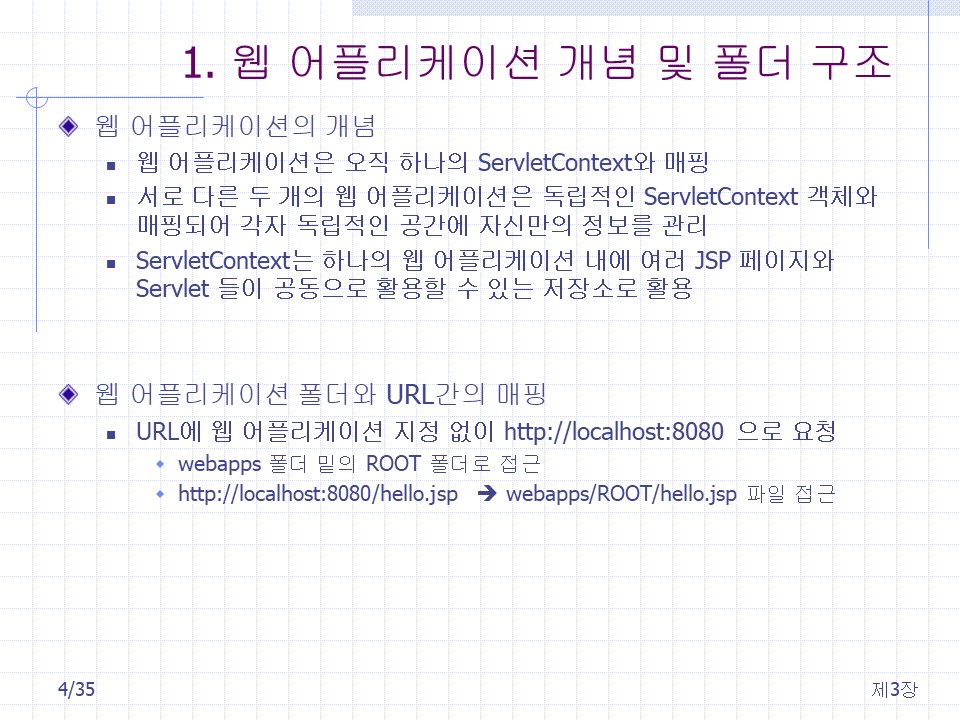 1. 웹 어플리케이션 개념 및 폴더 구조
웹 어플리케이션의 개념
웹 어플리케이션은 오직 하나의 ServletContext와 매핑
서로 다른 두 개의 웹 어플리케이션은 독립적인 ServletContext 객체와
매핑되어 각자 독립적인 공간에 자신만의 정보를 관리
ServletContext는 하나의 웹 어플리케이션 내에 여러 JSP 페이지와
Servlet 들이 공동으로 활용할 수 있는 저장소로 활용
웹 어플리케이션 폴더와 URL간의 매핑
URL에 웹 어플리케이션 지정 없이 http://localhost:8080 으로 요청
webapps 폴더 밑의 ROOT 폴더로 접근
http://localhost:8080/hello.jsp ➔ webapps/ROOT/hello.jsp 파일 접근
4/35
제3장